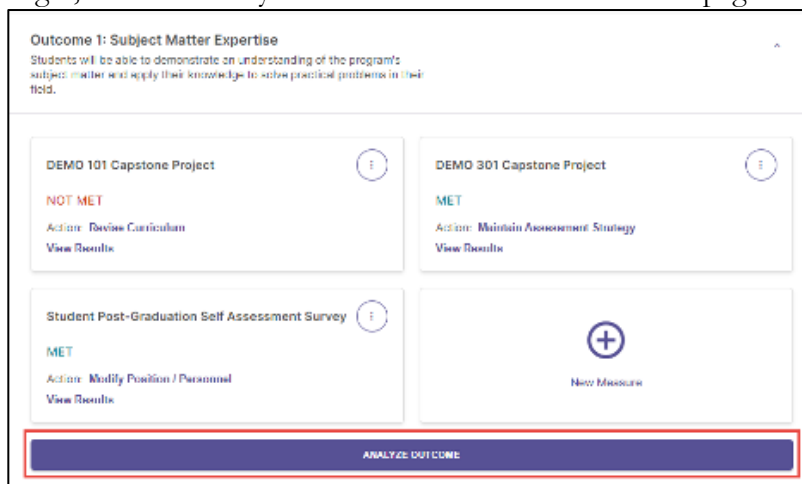 Outcome 1: Subject Matter Expertise
Students will be able to demonstrate an understanding of the program's
subject matter and apply their knowledge to solve practical problems in their
field.
DEMO 101 Capstone Project
NOT MET
Action: Revise Curriculum
View Results
DEMO 301 Capstone Project
MET
Action: Maintain Assessment Strategy
View Results
Student Post-Graduation Self Assessment Survey
MET
Action: Modify Position / Personnel
View Results
New Measure
ANALYZE OUTCOME